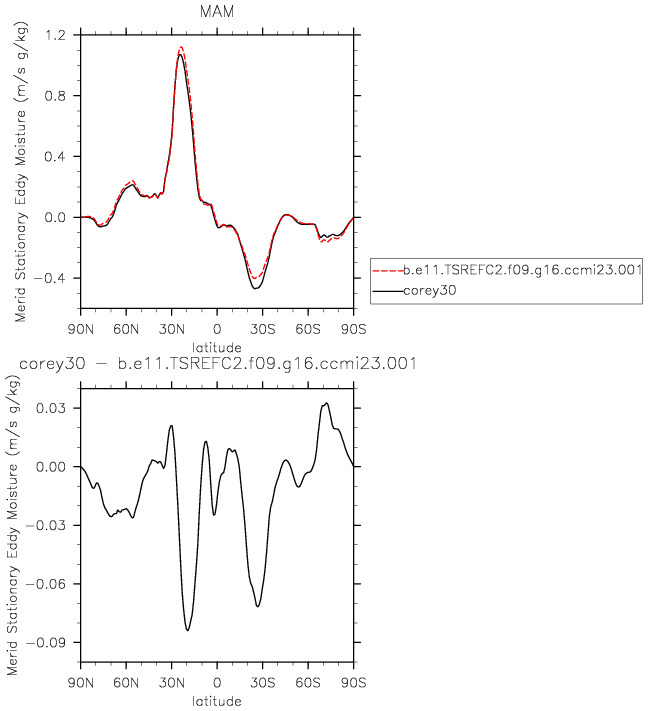 MAM
Merid Stationary Eddy Moisture (m/s g/kg)
1.2
0.8
0.4
0.0
−0.4
90N 60N 30N 0 30S 60S 90S
latitude
b.e11.TSREFC2.f09.g16.ccmi23.001
corey30
corey30 − b.e11.TSREFC2.f09.g16.ccmi23.001
Merid Stationary Eddy Moisture (m/s g/kg)
0.03
0.00
−0.03
−0.06
−0.09
90N 60N 30N 0 30S 60S 90S
latitude